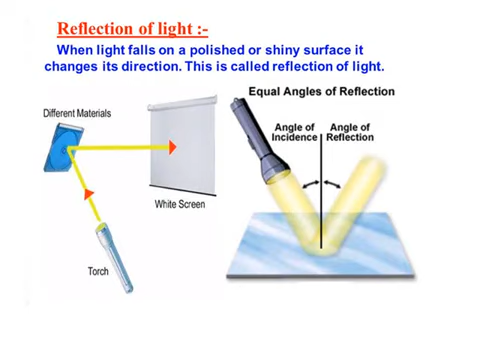 Reflection of light :-
When light falls on a polished or shiny surface it
changes its direction. This is called reflection of light.
Equal Angles of Reflection
Different Materials
Angle of
Incidence
Angle of
Reflection
White Screen
Torch